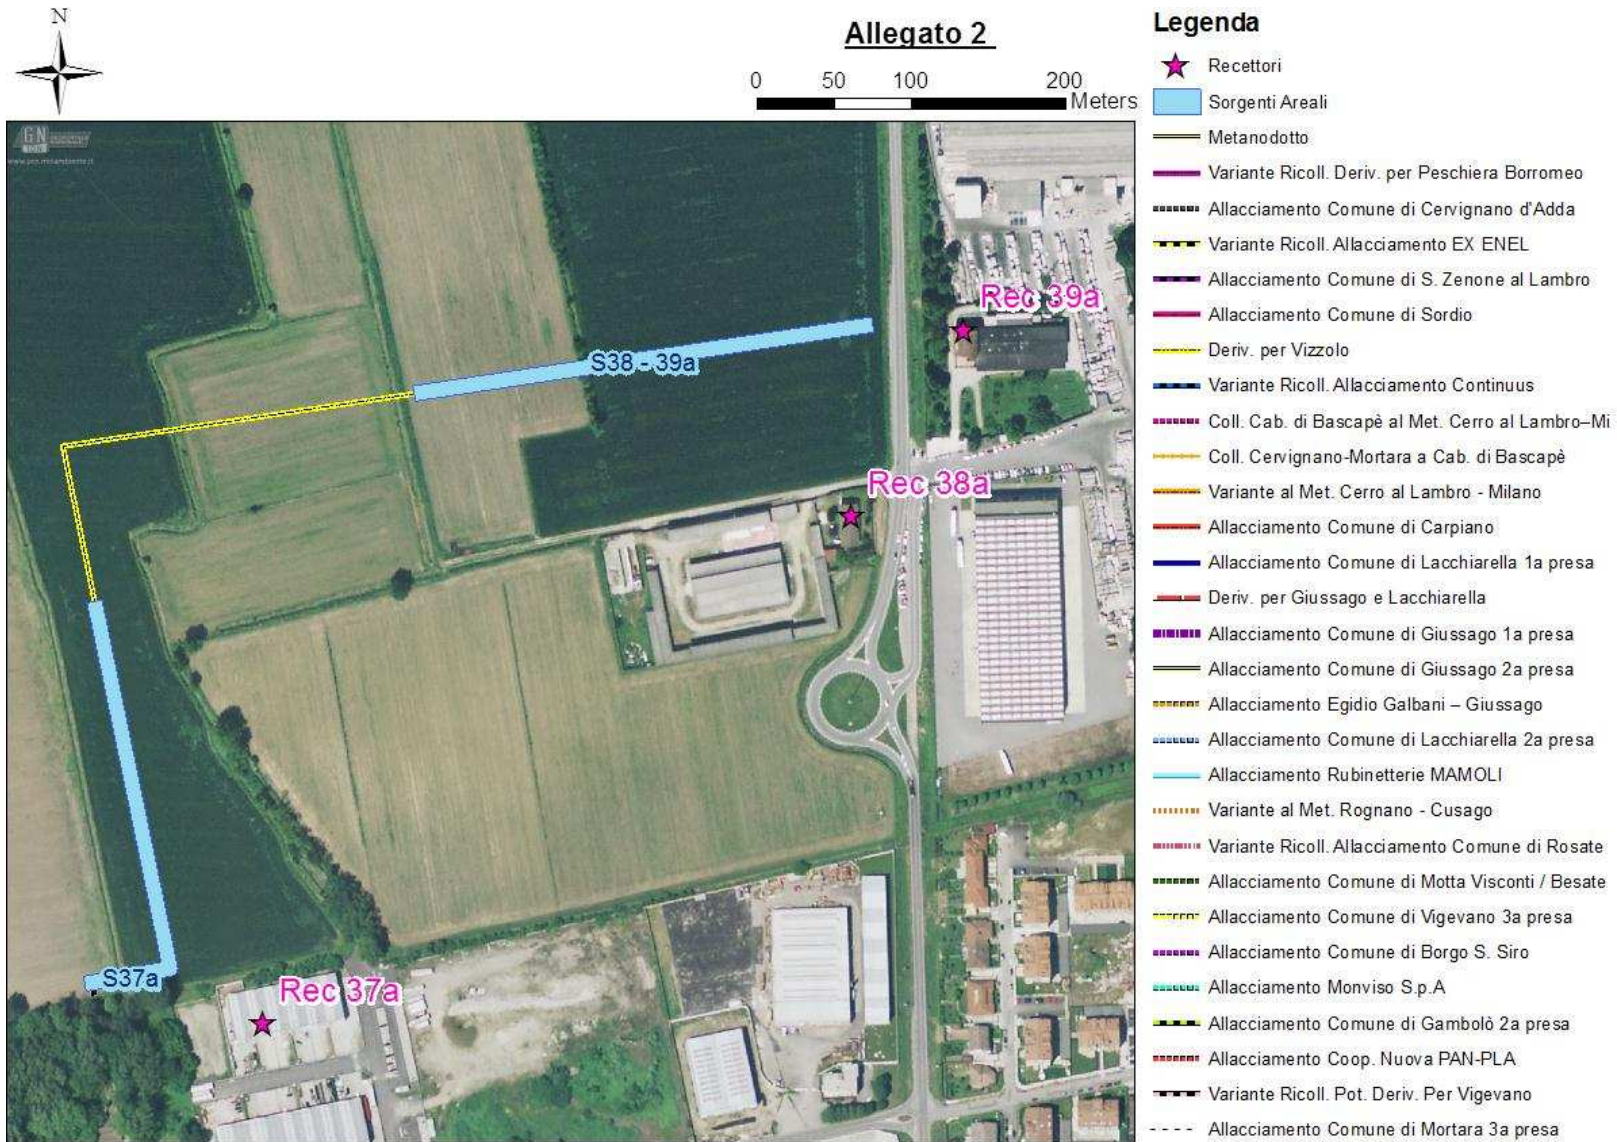 N
Allegato 2
0 50 100 200
Meters
GN
www.pcn.minambiente.it
Rec 39a
S38 - 39a
Rec 38a
S37a
Rec 37a
Legenda
Recettori
Sorgenti Areali
Metanodotto
Variante Ricoll. Deriv. per Peschiera Borromeo
Allacciamento Comune di Cervignano d'Adda
Variante Ricoll. Allacciamento EX ENEL
Allacciamento Comune di S. Zenone al Lambro
Allacciamento Comune di Sordio
Deriv. per Vizzolo
Variante Ricoll. Allacciamento Continuus
Coll. Cab. di Bascapè al Met. Cerro al Lambro–Mi
Coll. Cervignano-Mortara a Cab. di Bascapè
Variante al Met. Cerro al Lambro - Milano
Allacciamento Comune di Carpiano
Allacciamento Comune di Lacchiarella 1a presa
Deriv. per Giussago e Lacchiarella
Allacciamento Comune di Giussago 1a presa
Allacciamento Comune di Giussago 2a presa
Allacciamento Egidio Galbani – Giussago
Allacciamento Comune di Lacchiarella 2a presa
Allacciamento Rubinetterie MAMOLI
Variante al Met. Rognano - Cusago
Variante Ricoll. Allacciamento Comune di Rosate
Allacciamento Comune di Motta Visconti / Besate
Allacciamento Comune di Vigevano 3a presa
Allacciamento Comune di Borgo S. Siro
Allacciamento Monviso S.p.A
Allacciamento Comune di Gambolò 2a presa
Allacciamento Coop. Nuova PAN-PLA
Variante Ricoll. Pot. Deriv. Per Vigevano
Allacciamento Comune di Mortara 3a presa